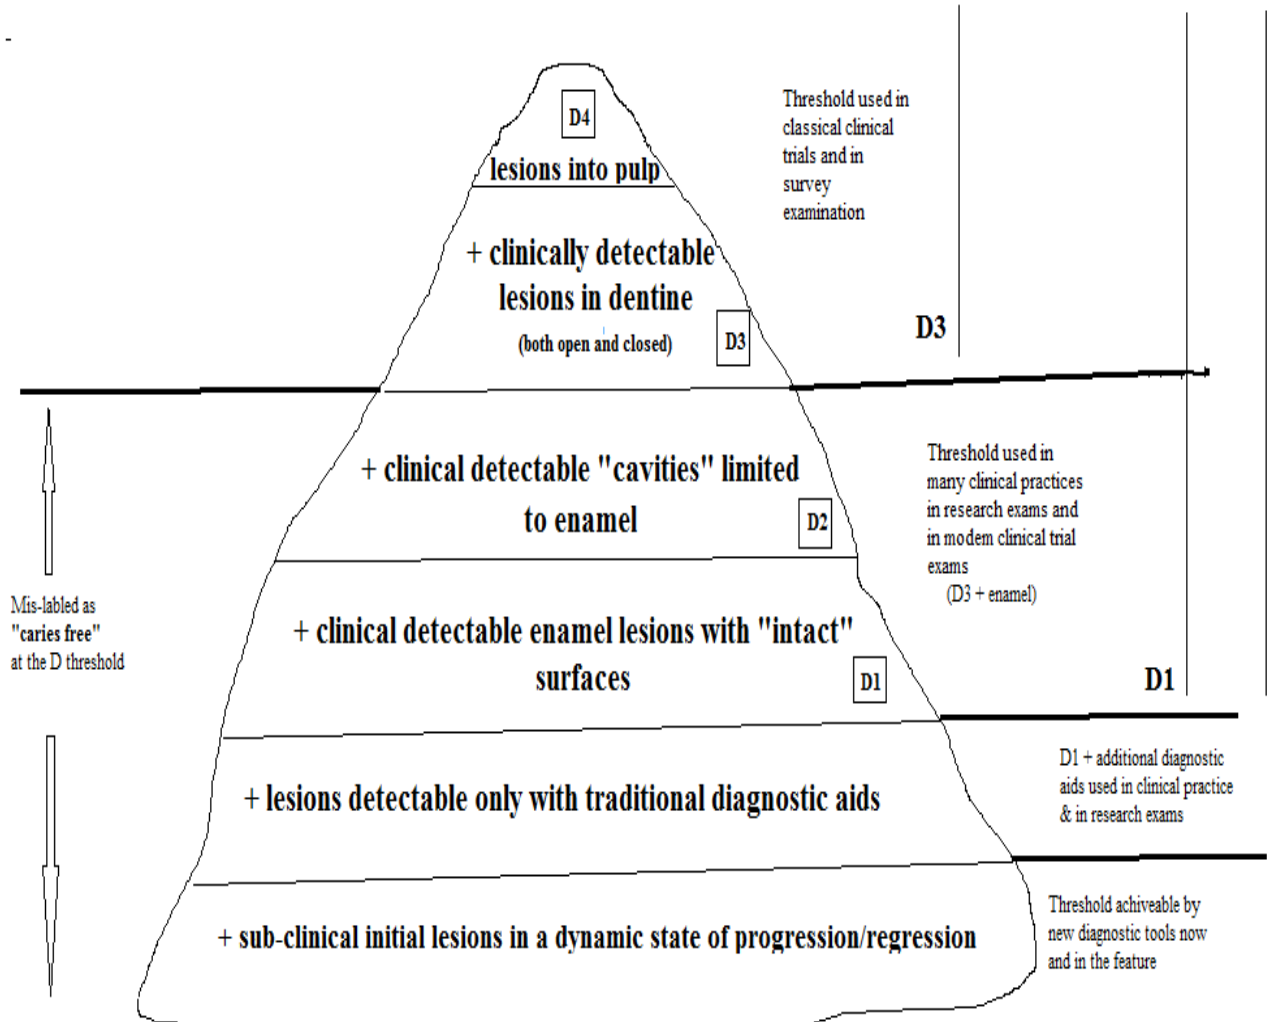 D4
lesions into pulp
+ clinically detectable
lesions in dentine
(both open and closed)
D3
Threshold used in
classical clinical
trials and in
survey
examination
D3
+ clinical detectable "cavities" limited
to enamel
D2
Threshold used in
many clinical practices
in research exams and
in modem clinical trial
exams
(D3 + enamel)
Mis-labled as
"caries free"
at the D threshold
+ clinical detectable enamel lesions with "intact"
surfaces
D1
D1
+ lesions detectable only with traditional diagnostic aids
D1 + additional diagnostic
aids used in clinical practice
& in research exams
+ sub-clinical initial lesions in a dynamic state of progression/regression
Threshold achiveable by
new diagnostic tools now
and in the feature